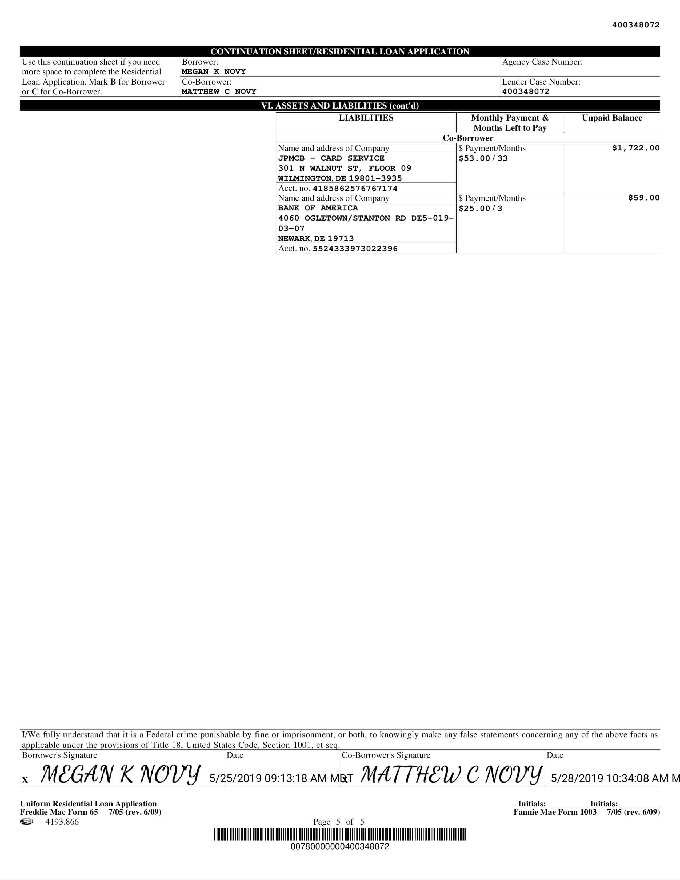 400348072
CONTINUATION SHEET/RESIDENTIAL LOAN APPLICATION
Use this continuation sheet if you need more space to complete the Residential Loan Application. Mark B for Borrower or C for Co-Borrower.
Borrower:
MEGAN K NOVY
Co-Borrower:
MATTHEW C NOVY
Agency Case Number:
Lender Case Number:
400348072
VI. ASSETS AND LIABILITIES (cont'd)
LIABILITIES
Monthly Payment & Months Left to Pay
Unpaid Balance
Co-Borrower
Name and address of Company
$ Payment/Months
$1,722.00
JPMCB - CARD SERVICE
$53.00/33
301 N WALNUT ST, FLOOR 09
WILMINGTON, DE 19801-3935
Acct. no. 4185862576767174
Name and address of Company
$ Payment/Months
$59.00
BANK OF AMERICA
$25.00/3
4060 OGLETOWN/STANTON RD DE5-019-
03-07
NEWARK, DE 19713
Acct. no. 5524333973022396
I/We fully understand that it is a Federal crime punishable by fine or imprisonment, or both, to knowingly make any false statements concerning any of the above facts as
applicable under the provisions of Title 18, United States Code, Section 1001, et seq.
Borrower's Signature Date Co-Borrower's Signature Date
X MEGAN K NOVY 5/25/2019 09:13:18 AM MDT MATTHEW C NOVY 5/28/2019 10:34:08 AM M
Uniform Residential Loan Application
Freddie Mac Form 65 7/05 (rev. 6/09)
4193.866
Page 5 of 5
Initials: Initials:
Fannie Mae Form 1003 7/05 (rev. 6/09)
00780000000400348072